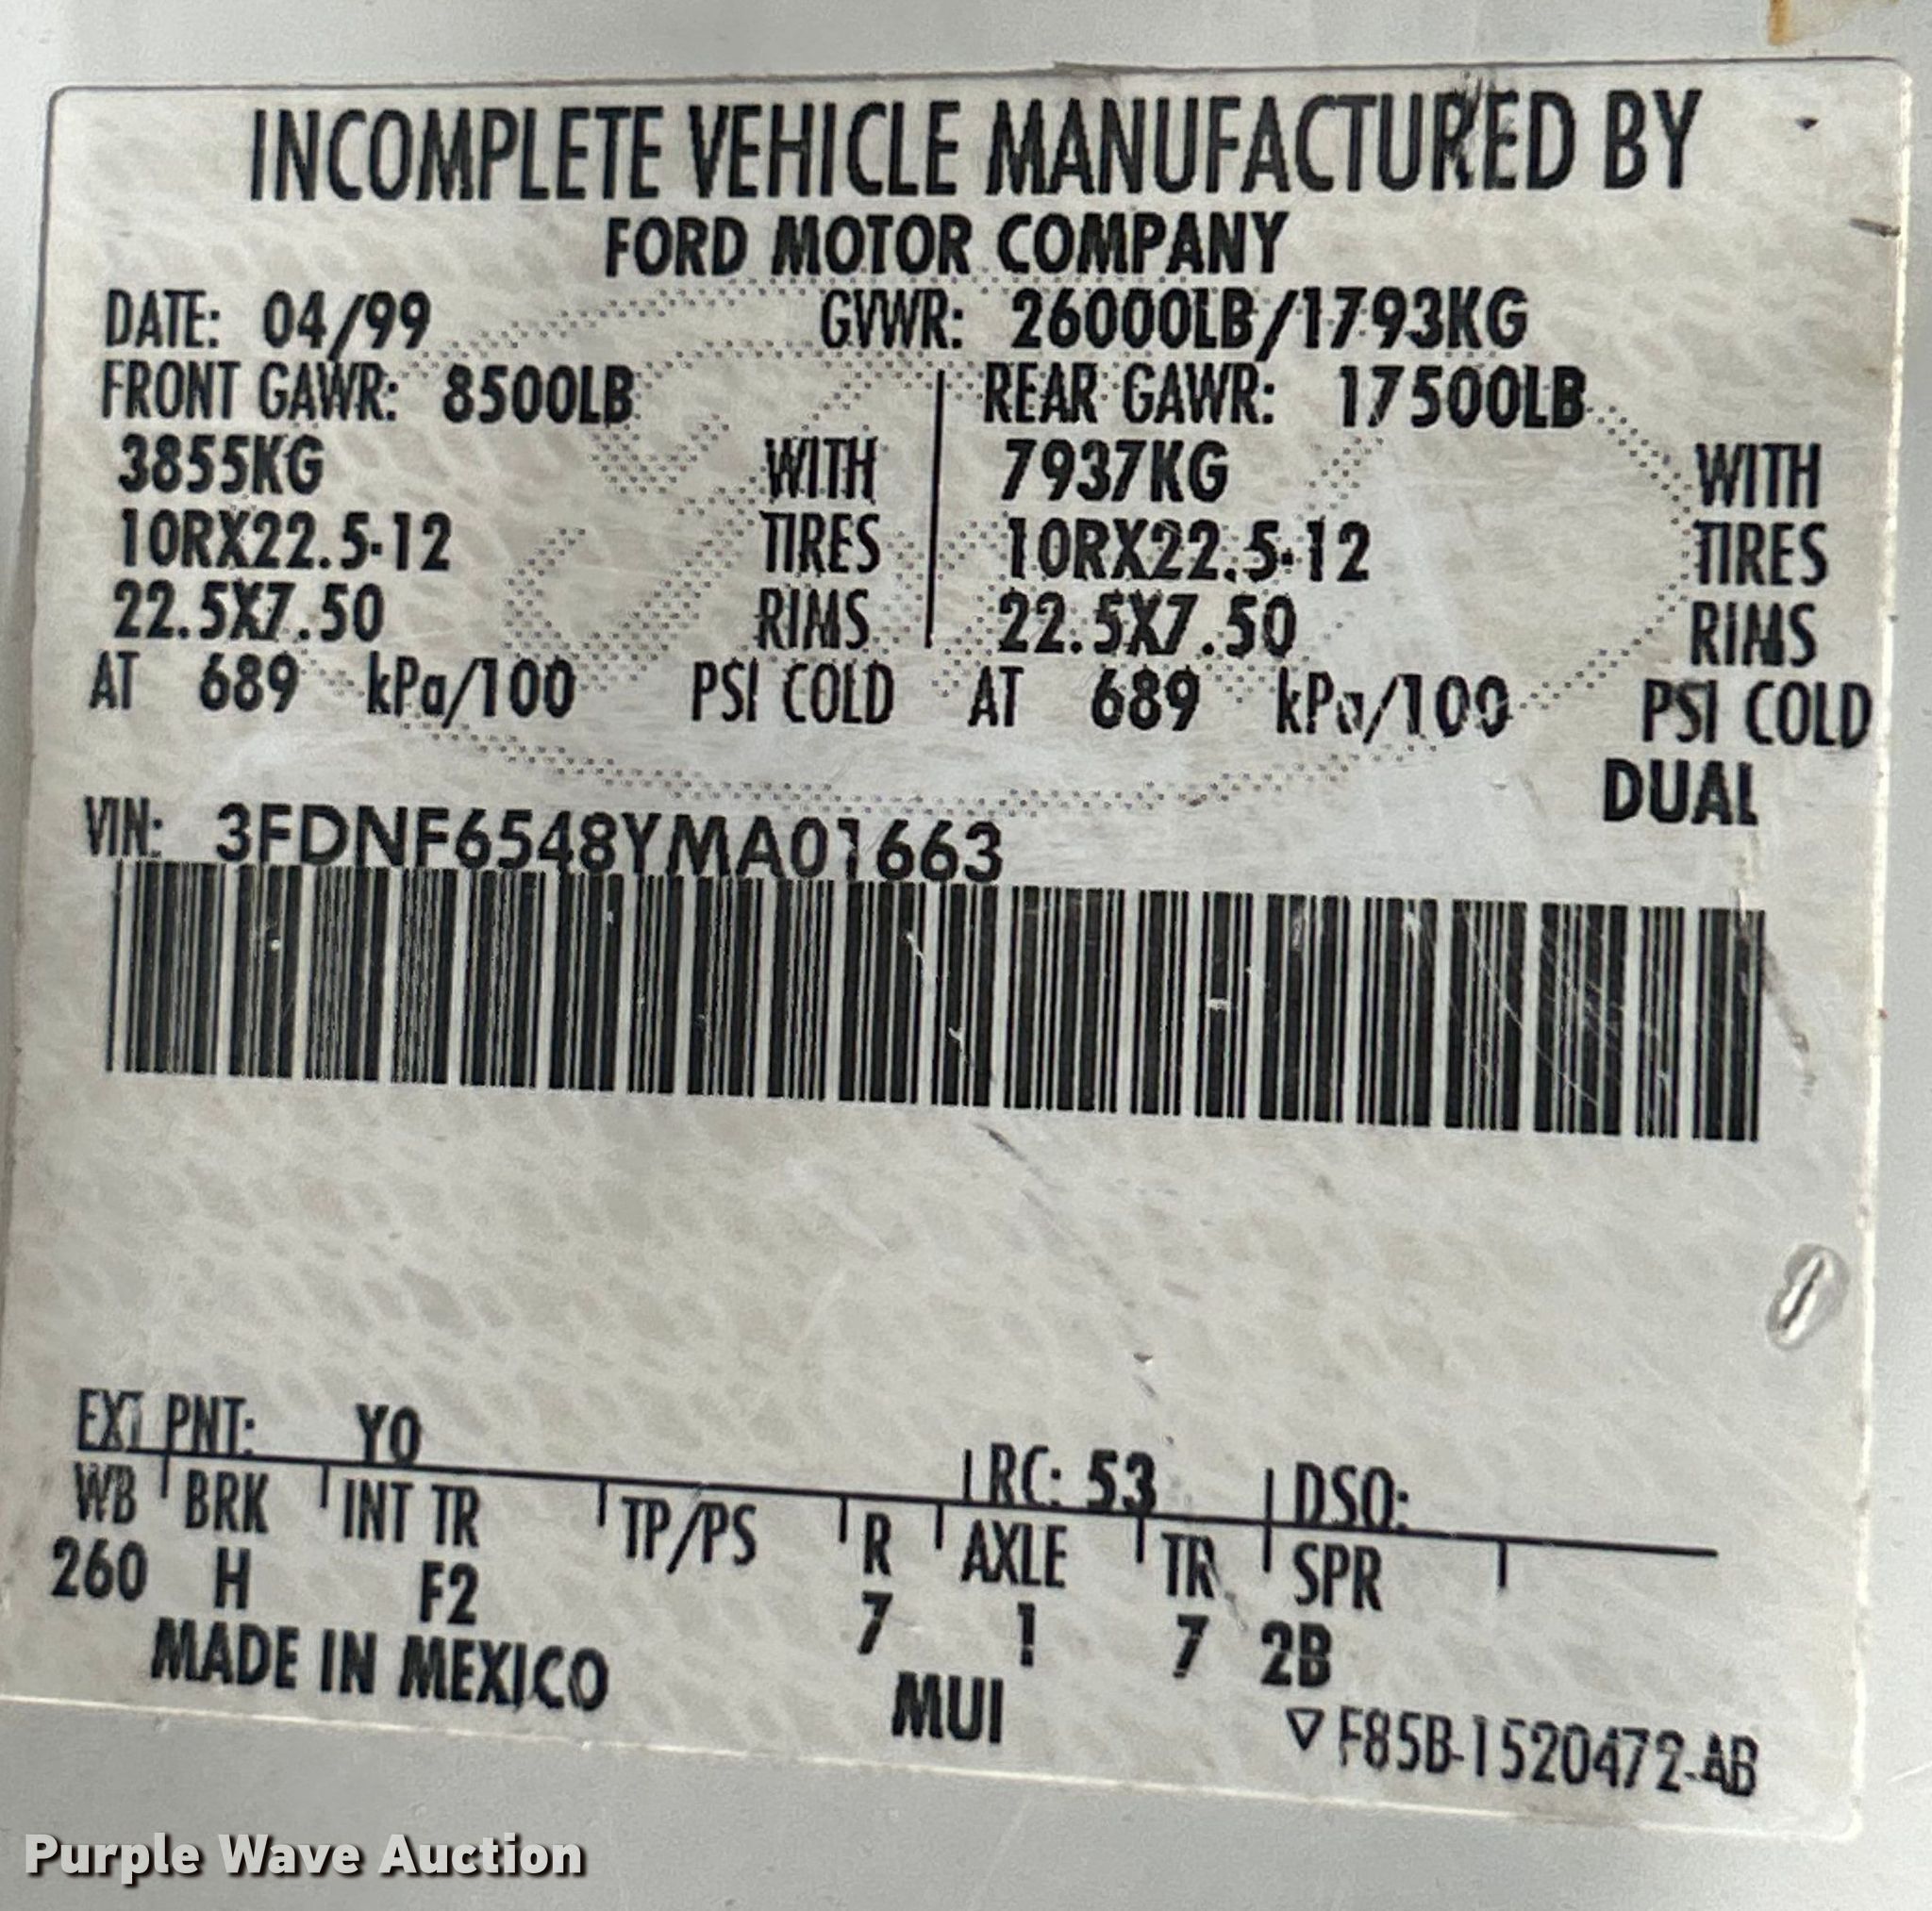 INCOMPLETE VEHICLE MANUFACTURED BY
FORD MOTOR COMPANY
DATE: 04/99 GVWR: 26000LB/1793KG
FRONT GAWR: 8500LB REAR GAWR: 17500LB
3855KG WITH 7937KG WITH
10RX22.5-12 TIRES 10RX22.5-12 TIRES
22.5X7.50 RIMS 22.5X7.50 RIMS
AT 689 kPa/100 PSI COLD AT 689 kPa/100 PSI COLD
DUAL
VIN: 3FDNF6548YMA01663
EXT PNT: YO RC: 53 DSO:
WB BRK INT TR TP/PS R AXLE TR SPR
260 H F2 7 ! 7 2B
MADE IN MEXICO MUI ▽F85B-1520472-AB
Purple Wave Auction